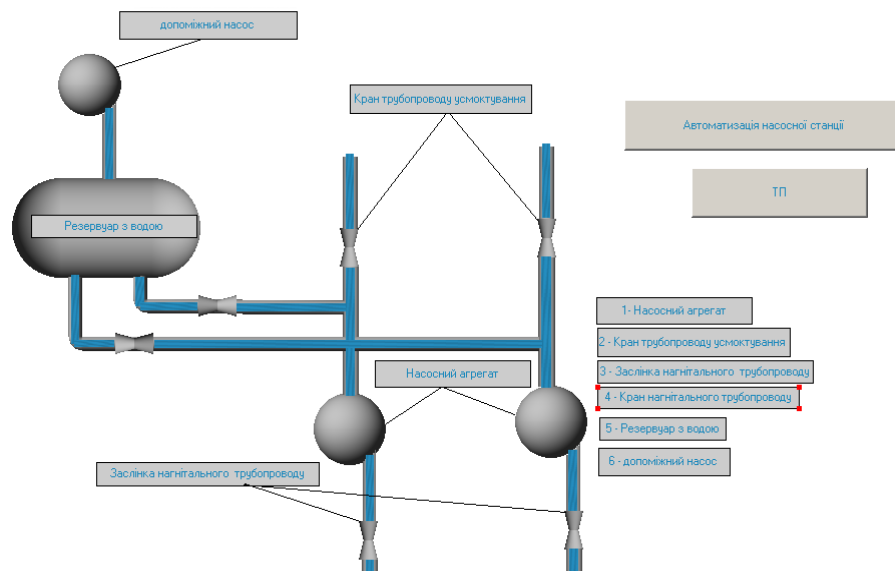 допоміжний насос
Кран трубопроводу усмоктування
Автоматизація насосної станції
ТП
Резервуар з водою
1- Насосний агрегат
2 - Кран трубопроводу усмоктування
3 - Заслінка нагнітального трубопроводу
Насосний агрегат
4 - Кран нагнітального трубопроводу
5 - Резервуар з водою
6 - допоміжний насос
Заслінка нагнітального трубопроводу